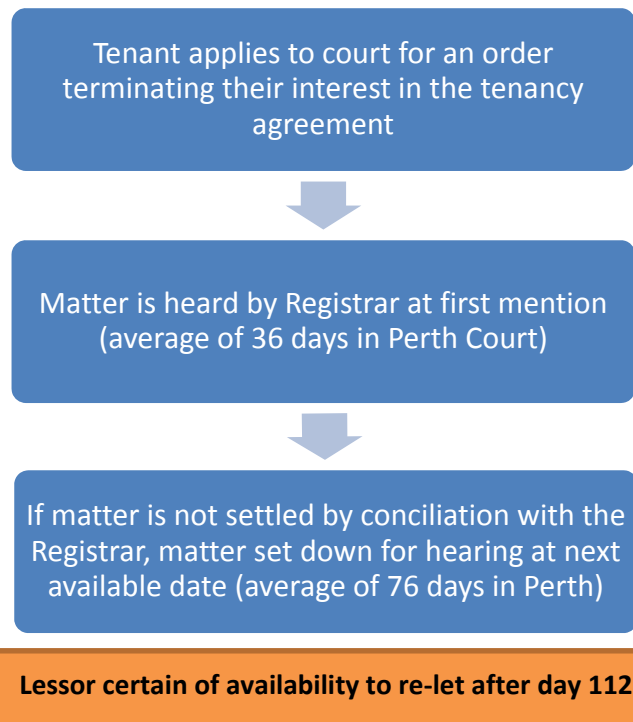 Tenant applies to court for an order
terminating their interest in the tenancy
agreement
Matter is heard by Registrar at first mention
(average of 36 days in Perth Court)
If matter is not settled by conciliation with the
Registrar, matter set down for hearing at next
available date (average of 76 days in Perth)
Lessor certain of availability to re-let after day 112